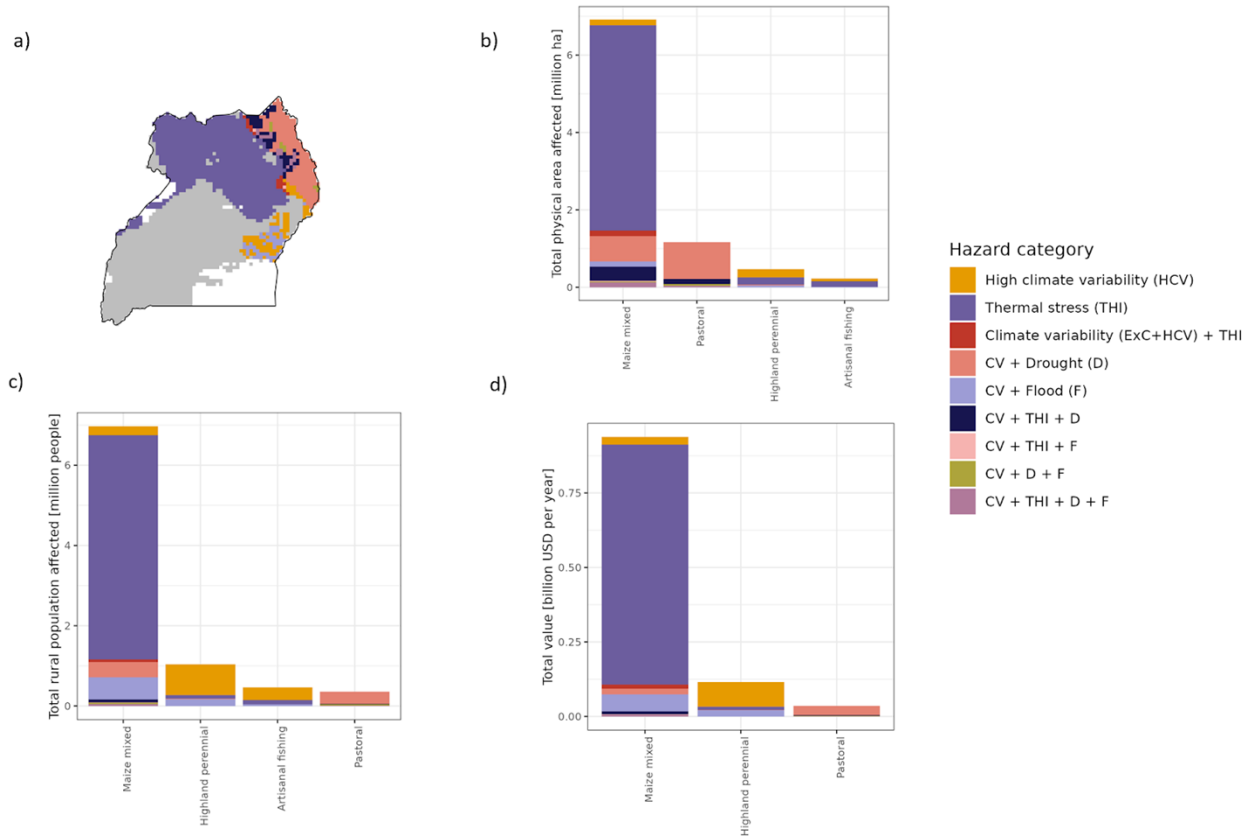 a)
b)
Total physical area affected [million ha]
6
4
2
0
Maize mixed
Pastoral
Highland perennial
Artisanal fishing
Hazard category
High climate variability (HCV)
Thermal stress (THI)
Climate variability (ExC+HCV) + THI
CV + Drought (D)
CV + Flood (F)
CV + THI + D
CV + THI + F
CV + D + F
CV + THI + D + F
c)
Total rural population affected [million people]
6
4
2
0
Maize mixed
Highland perennial
Artisanal fishing
Pastoral
d)
Total value [billion USD per year]
0.75
0.50
0.25
0.00
Maize mixed
Highland perennial
Pastoral